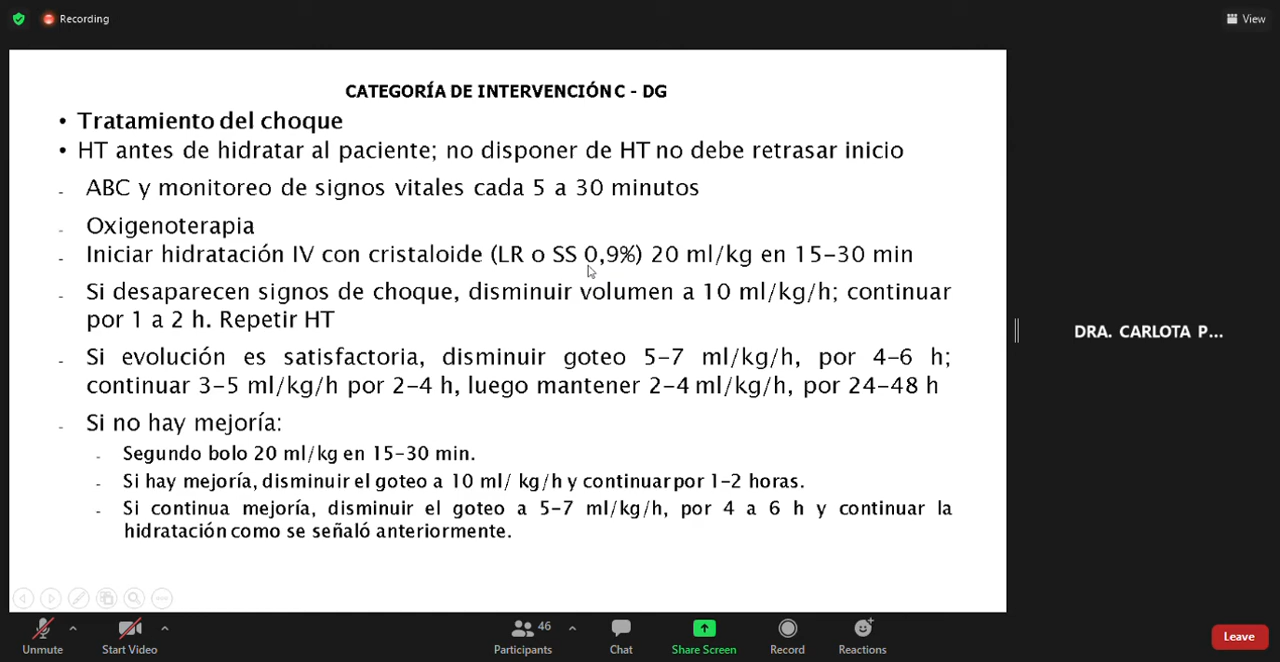 Recording
View
CATEGORÍA DE INTERVENCIÓN C - DG
• Tratamiento del choque
• HT antes de hidratar al paciente; no disponer de HT no debe retrasar inicio
- ABC y monitoreo de signos vitales cada 5 a 30 minutos
- Oxigenoterapia
- Iniciar hidratación IV con cristaloide (LR o SS 0,9%) 20 ml/kg en 15-30 min
- Si desaparecen signos de choque, disminuir volumen a 10 ml/kg/h; continuar
por 1 a 2 h. Repetir HT
- Si evolución es satisfactoria, disminuir goteo 5-7 ml/kg/h, por 4-6 h;
continuar 3-5 ml/kg/h por 2-4 h, luego mantener 2-4 ml/kg/h, por 24-48 h
- Si no hay mejoría:
- Segundo bolo 20 ml/kg en 15-30 min.
- Si hay mejoría, disminuir el goteo a 10 ml/ kg/h y continuar por 1-2 horas.
- Si continua mejoría, disminuir el goteo a 5-7 ml/kg/h, por 4 a 6 h y continuar la
hidratación como se señaló anteriormente.
DRA. CARLOTA P...
Unmute
Start Video
46
Participants
Chat
Share Screen
Record
Reactions
Leave